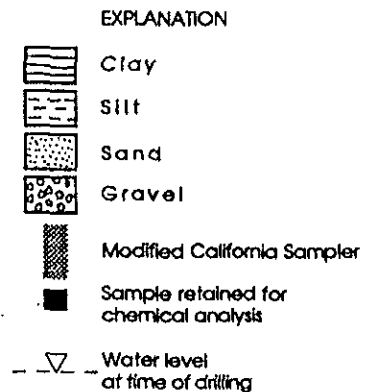 EXPLANATION
Clay
Silt
Sand
Gravel
Modified California Sampler
Sample retained for
chemical analysis
Water level
at time of drilling